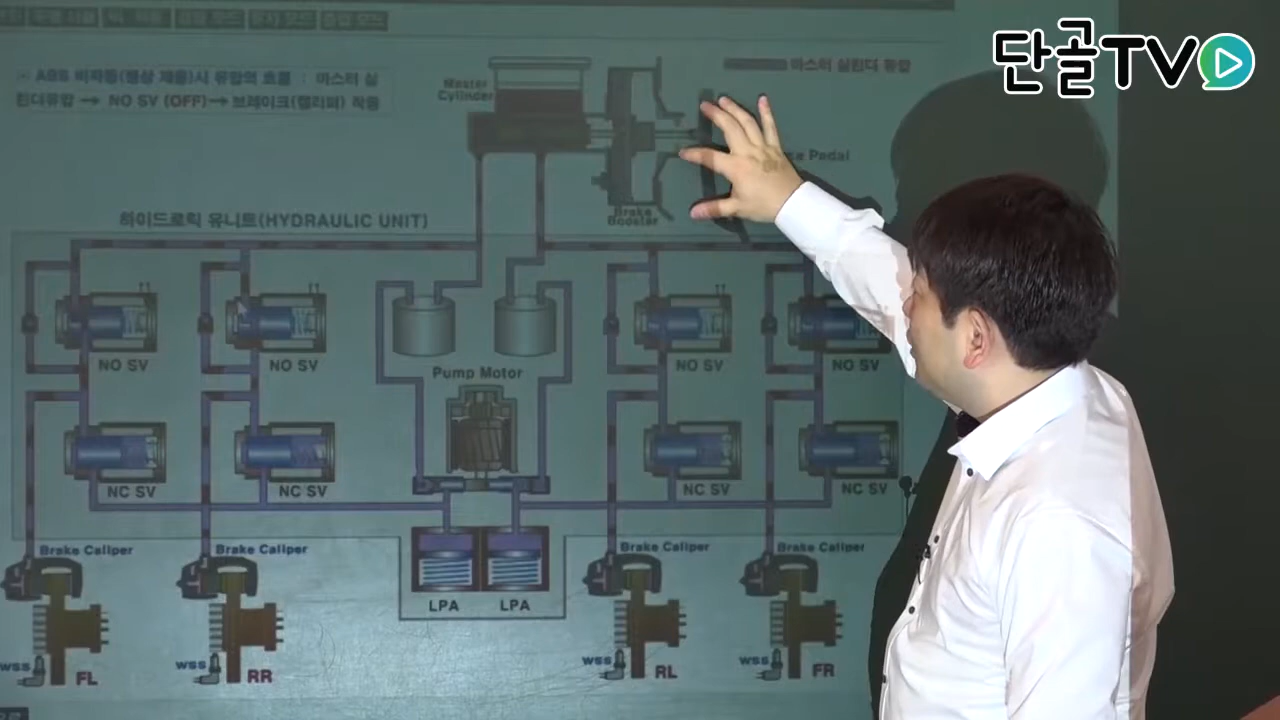 단골TV
ABS 비작동(평상 제동)시 유압의 흐름 : 마스터 실
린더유압 → NO SV (OFF)→ 브레이크(캘리퍼) 작동
Master
Cylinder
마스터 실린더 유압
Pedal
Brake
Booster
하이드로릭 유니트(HYDRAULIC UNIT)
NO SV
NO SV
NO SV
NO SV
Pump Motor
NC SV
NC SV
NC SV
NC SV
Brake Caliper
Brake Caliper
Brake Caliper
Brake Caliper
LPA
LPA
wss
FL
wss
RR
wss
RL
wss
FR